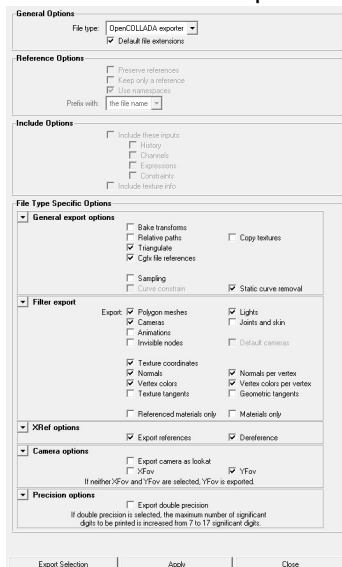 General Options
File type: OpenCOLLADA exporter
Default file extensions
Reference Options
Preserve references
Keep only a reference
Use namespaces
Prefix with: the file name
Include Options
Include these inputs:
History
Channels
Expressions
Constraints
Include texture info
File Type Specific Options
General export options
Bake transforms
Relative paths Copy textures
Triangulate
Cgfx file references
Sampling
Curve constrain Static curve removal
Filter export
Export: Polygon meshes Lights
Cameras Joints and skin
Animations
Invisible nodes Default cameras
Texture coordinates
Normals Normals per vertex
Vertex colors Vertex colors per vertex
Texture tangents Geometric tangents
Referenced materials only Materials only
XRef options
Export references Dereference
Camera options
Export camera as lookat
XFov YFov
If neither XFov and YFov are selected, YFov is exported.
Precision options
Export double precision
If double precision is selected, the maximum number of significant
digits to be printed is increased from 7 to 17 significant digits.
Export Selection Apply Close